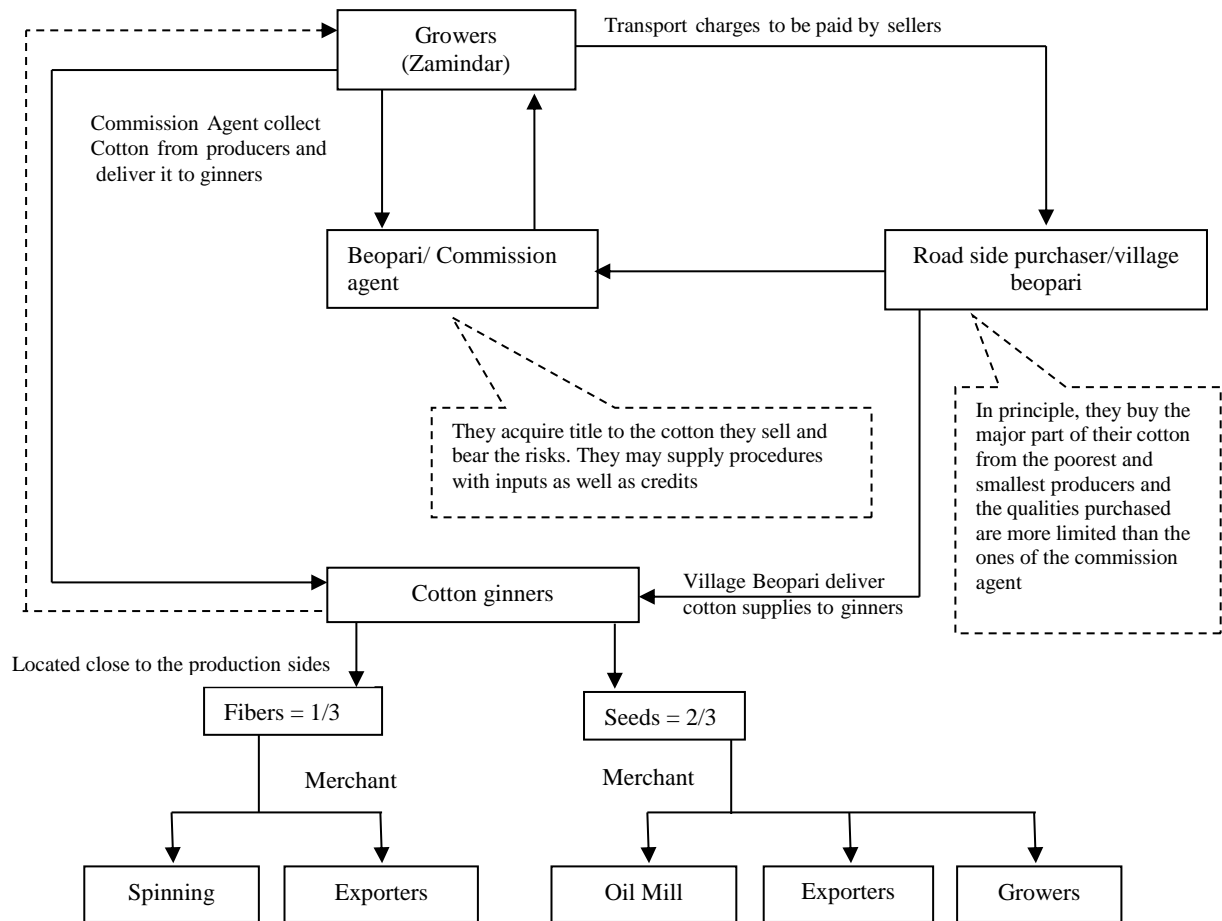 Growers
(Zamindar)
Transport charges to be paid by sellers
Commission Agent collect
Cotton from producers and
deliver it to ginners
Beopari/ Commission
agent
Road side purchaser/village
beopari
They acquire title to the cotton they sell and
bear the risks. They may supply procedures
with inputs as well as credits
In principle, they buy the
major part of their cotton
from the poorest and
smallest producers and
the qualities purchased
are more limited than the
ones of the commission
agent
Cotton ginners
Village Beopari deliver
cotton supplies to ginners
Located close to the production sides
Fibers = 1/3
Seeds = 2/3
Merchant
Merchant
Spinning
Exporters
Oil Mill
Exporters
Growers